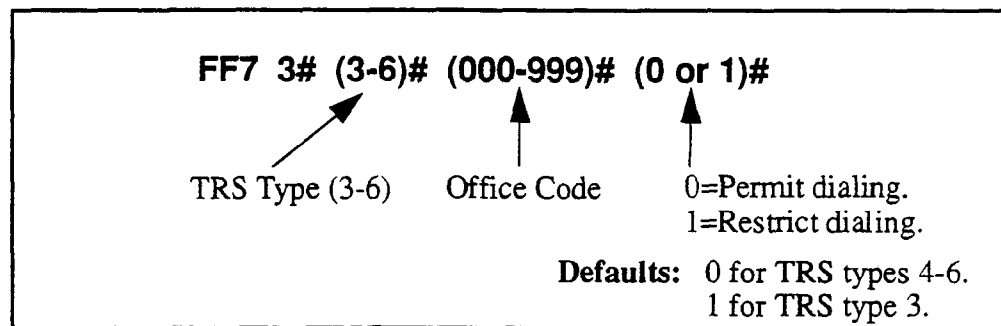 FF7 3# (3-6)# (000-999)# (0 or 1)#
TRS Type (3-6) Office Code 0=Permit dialing.
1=Restrict dialing.
Defaults: 0 for TRS types 4-6.
1 for TRS type 3.